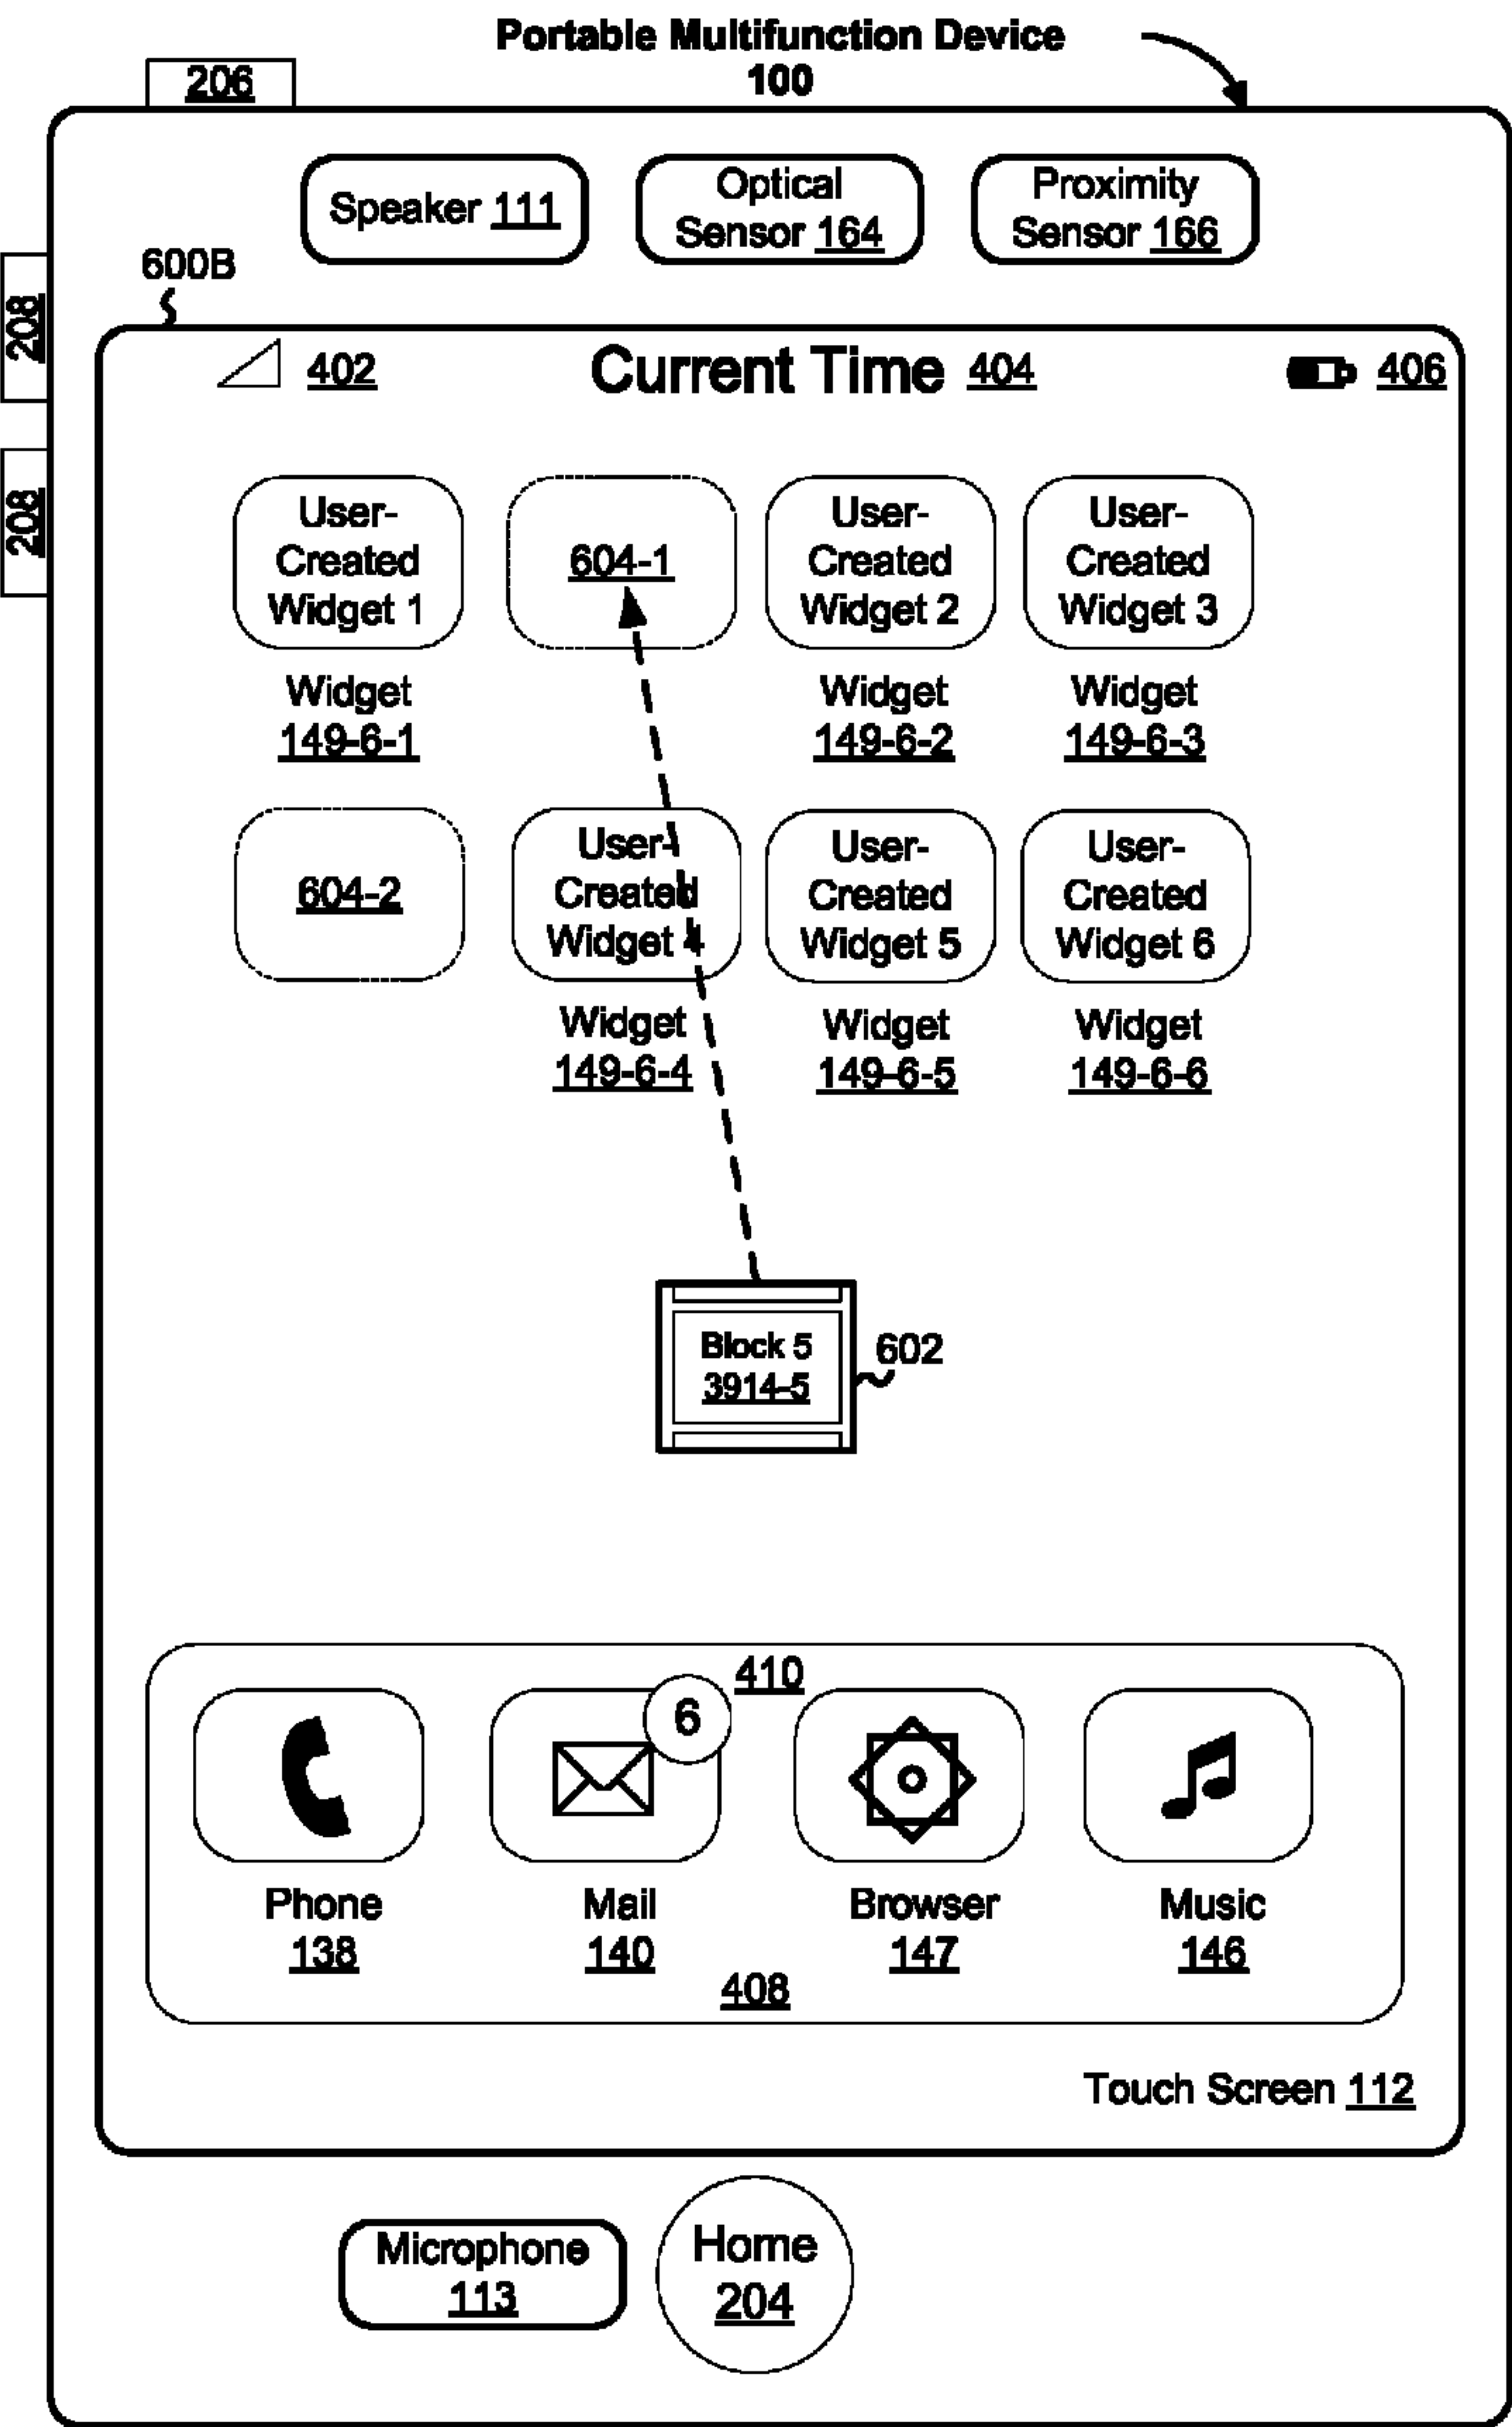 Portable Multifunction Device
100
206
Speaker 111
Optical
Sensor 164
Proximity
Sensor 166
600B
208
208
402
Current Time 404
406
User-
Created
Widget 1
604-1
User-
Created
Widget 2
User-
Created
Widget 3
Widget
149-6-1
Widget
149-6-2
Widget
149-6-3
604-2
User-
Created
Widget 4
User-
Created
Widget 5
User-
Created
Widget 6
Widget
149-6-4
Widget
149-6-5
Widget
149-6-6
Block 5
3914-5
602
410
6
Phone
138
Mail
140
Browser
147
Music
146
408
Touch Screen 112
Microphone
113
Home
204